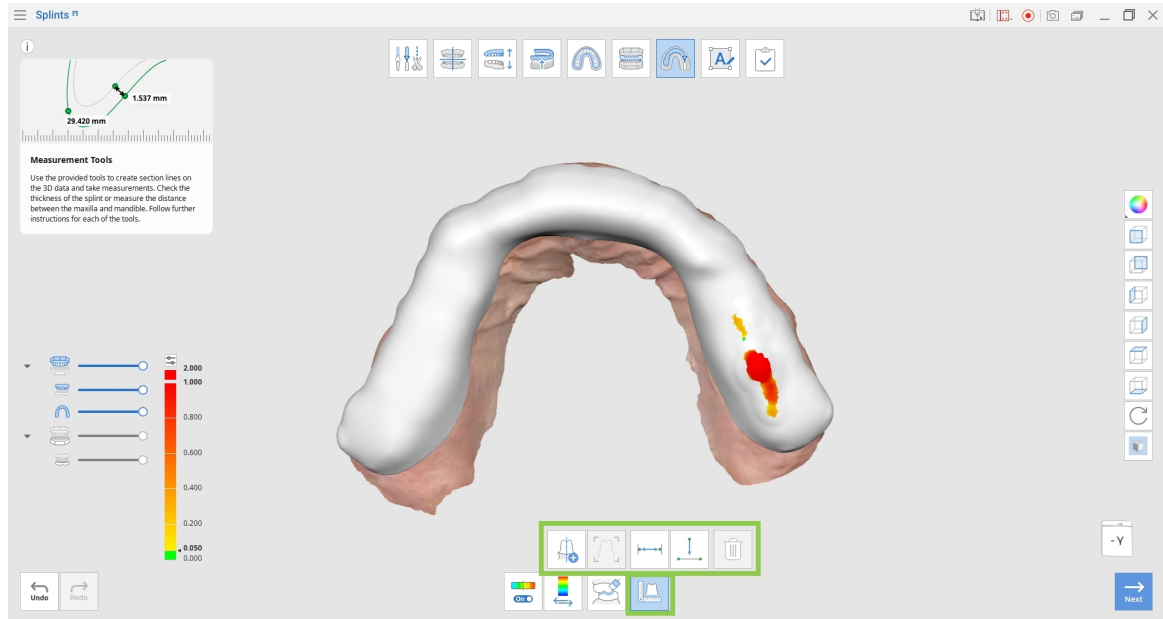 Splints
1.537 mm
29.420 mm
Measurement Tools
Use the provided tools to create section lines on
the 3D data and take measurements. Check the
thickness of the splint or measure the distance
between the maxilla and mandible. Follow further
instructions for each of the tools.
2.000
1.000
0.800
0.600
0.400
0.200
0.050
0.000
- Y
On
Undo
Redo
Next